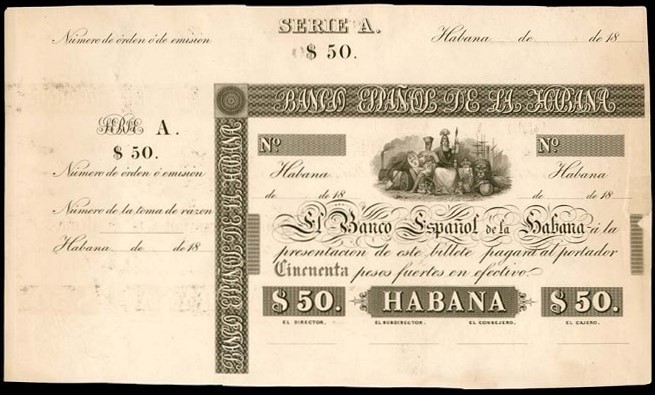 SERIE A.
Número de órden ó de emision
Habana de de 18
$ 50.
BANCO ESPAÑOL DE LA HABANA
SERIE A.
$ 50.
Número de órden ó emision
Número de la toma de razon
Habana de de 18
BANCO ESPAÑOL DE LA HABANA
Nº
Nº
Habana
de de 18
Habana
de de 18
El Banco Español de la Habana á la
presentacion de este billete pagará al portador
Cincuenta pesos fuertes en efectivo.
$ 50.
HABANA
$ 50.
EL DIRECTOR.
EL SUBDIRECTOR.
EL CONSEJERO.
EL CAJERO.